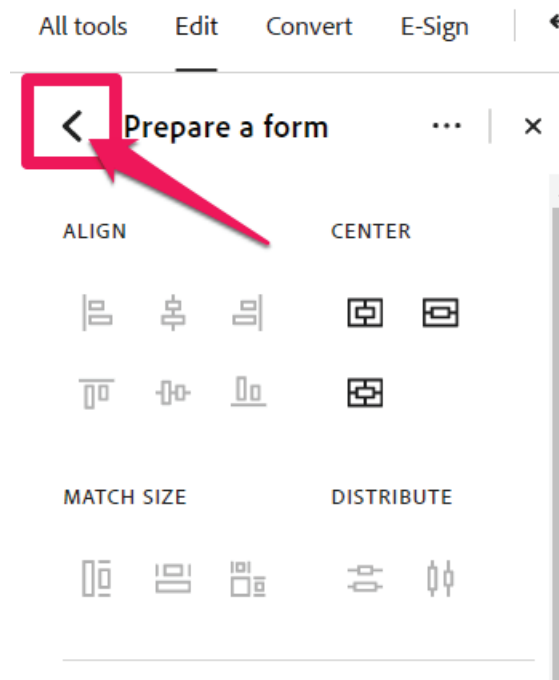 All tools Edit Convert E-Sign
Prepare a form
ALIGN CENTER
MATCH SIZE DISTRIBUTE